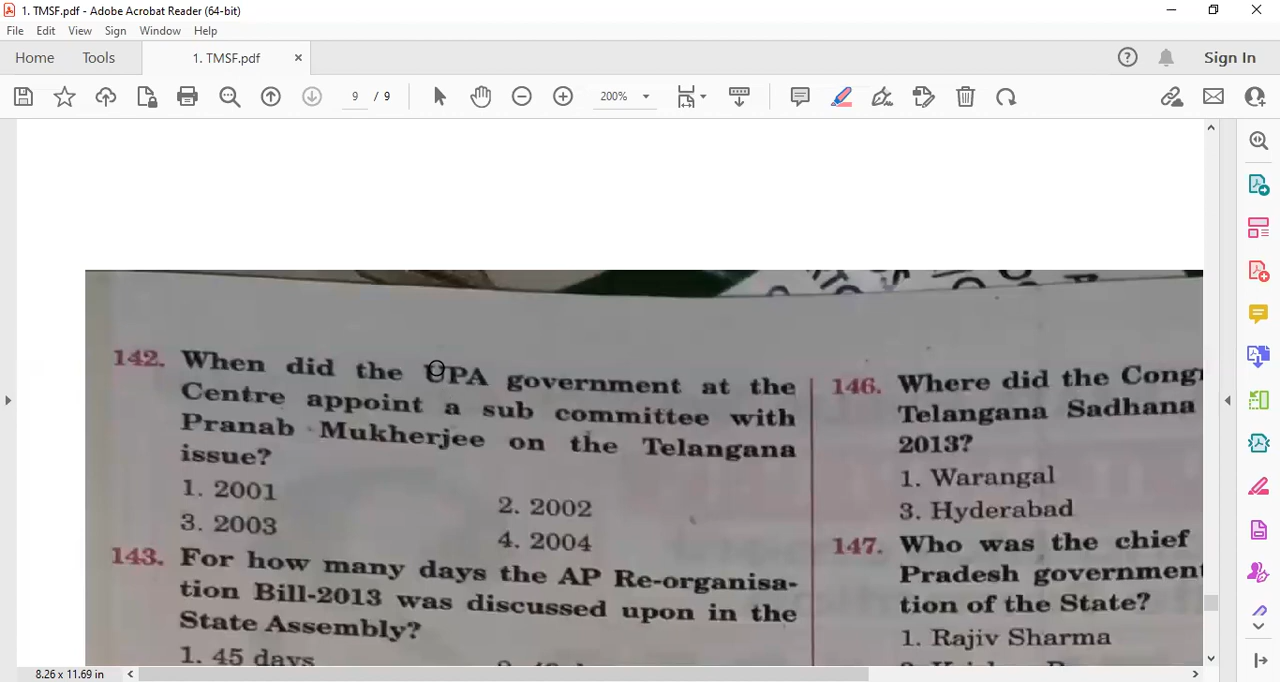 1. TMSF.pdf - Adobe Acrobat Reader (64-bit)
File Edit View Sign Window Help
Home Tools 1. TMSF.pdf × Sign In
9 / 9 200%
142. When did the UPA government at the
Centre appoint a sub committee with
Pranab Mukherjee on the Telangana
issue?
1. 2001
2. 2002
3. 2003
4. 2004
143. For how many days the AP Re-organisa-
tion Bill-2013 was discussed upon in the
State Assembly?
1. 45 days
146. Where did the Cong
Telangana Sadhana
2013?
1. Warangal
3. Hyderabad
147. Who was the chief
Pradesh government
tion of the State?
1. Rajiv Sharma
8.26 x 11.69 in